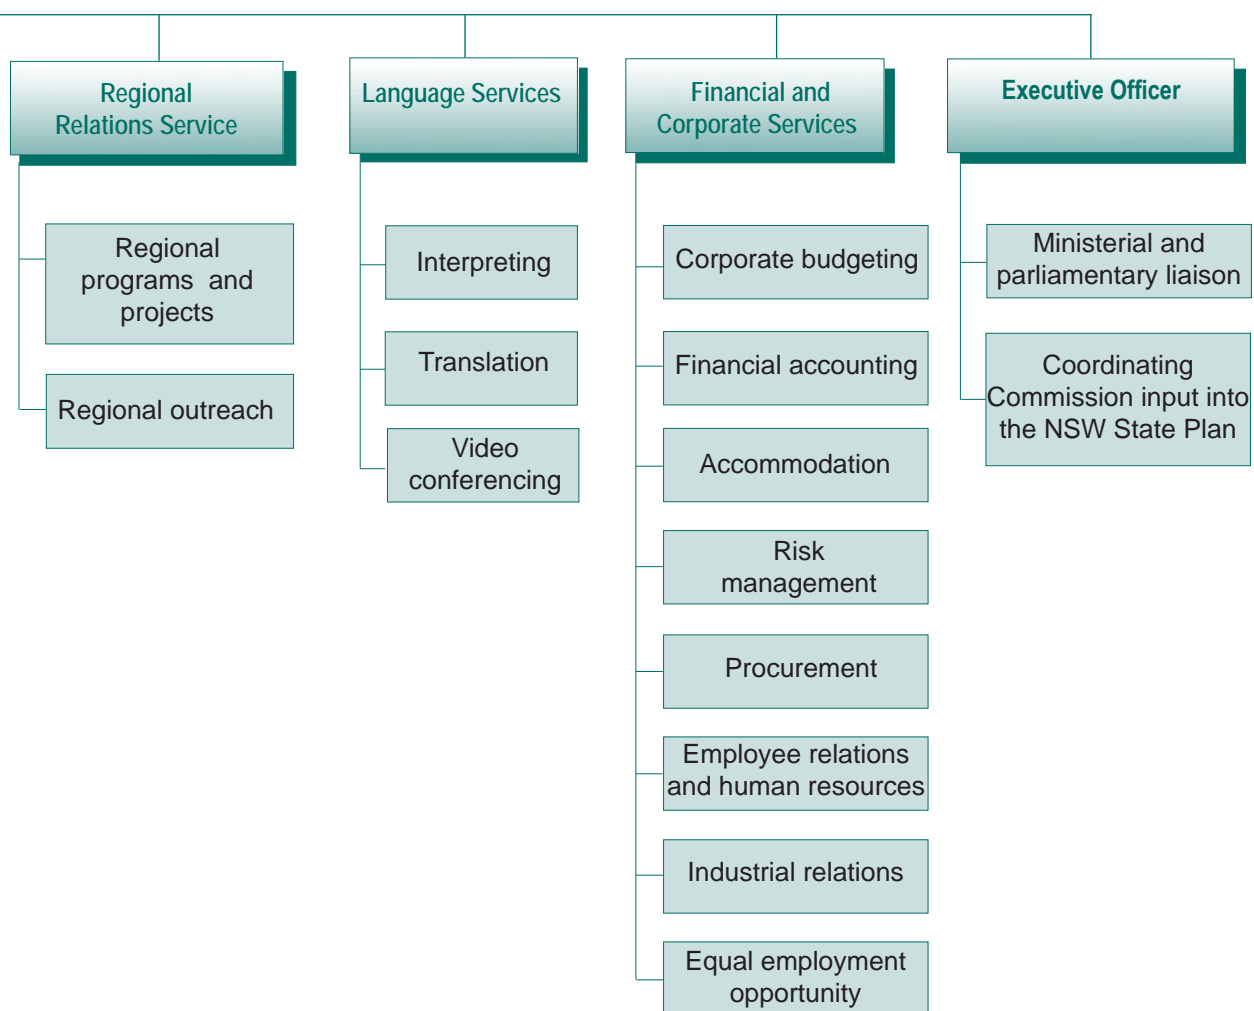 Regional
Relations Service
Regional
programs and
projects
Regional outreach
Language Services
Interpreting
Translation
Video
conferencing
Financial and
Corporate Services
Corporate budgeting
Financial accounting
Accommodation
Risk
management
Procurement
Employee relations
and human resources
Industrial relations
Equal employment
opportunity
Executive Officer
Ministerial and
parliamentary liaison
Coordinating
Commission input into
the NSW State Plan